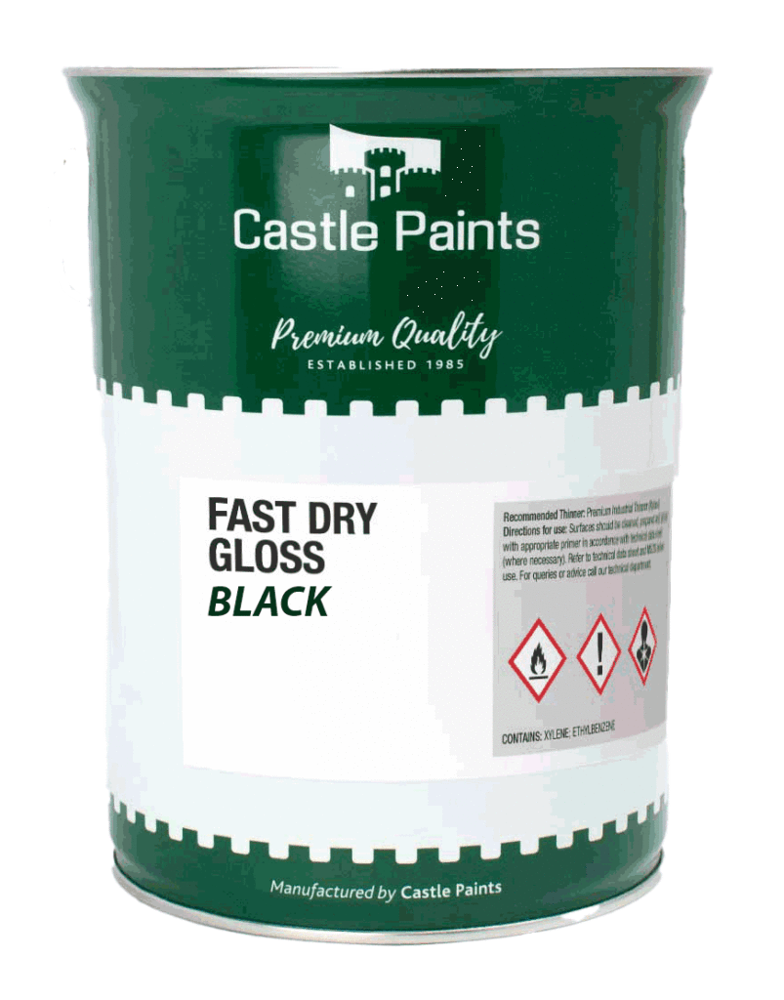 Castle Paints
Premium Quality
ESTABLISHED 1985
FAST DRY
GLOSS
BLACK
Recommended Thinner: Premium Industrial Thinner (Xylene)
Directions for use: Surfaces should be cleaned, prepared and
with appropriate primer in accordance with technical data sheet
(where necessary). Refer to technical data sheet and MSDS before
use. For queries or advice call our technical department.
CONTAINS: XYLENE; ETHYLBENZENE
Manufactured by Castle Paints